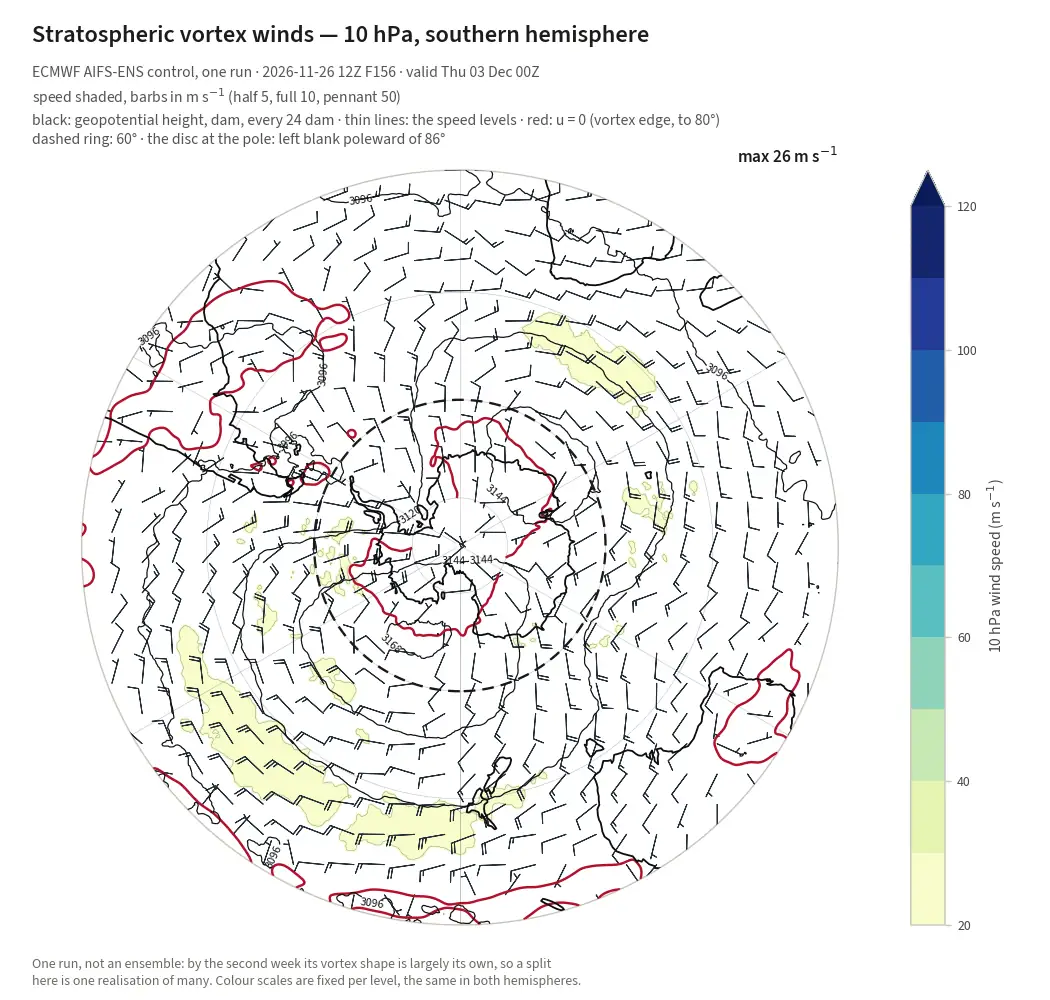 Stratospheric vortex winds — 10 hPa, southern hemisphere
ECMWF AIFS-ENS control, one run · 2026-11-26 12Z F156 · valid Thu 03 Dec 00Z
speed shaded, barbs in m s⁻¹ (half 5, full 10, pennant 50)
black: geopotential height, dam, every 24 dam · thin lines: the speed levels · red: u = 0 (vortex edge, to 80°)
dashed ring: 60° · the disc at the pole: left blank poleward of 86°
max 26 m s⁻¹
3096
3096
3096
3096
3096
3144
3120
3144
3144
3168
3096
3096
120
100
80
60
40
20
10 hPa wind speed (m s⁻¹)
One run, not an ensemble: by the second week its vortex shape is largely its own, so a split
here is one realisation of many. Colour scales are fixed per level, the same in both hemispheres.